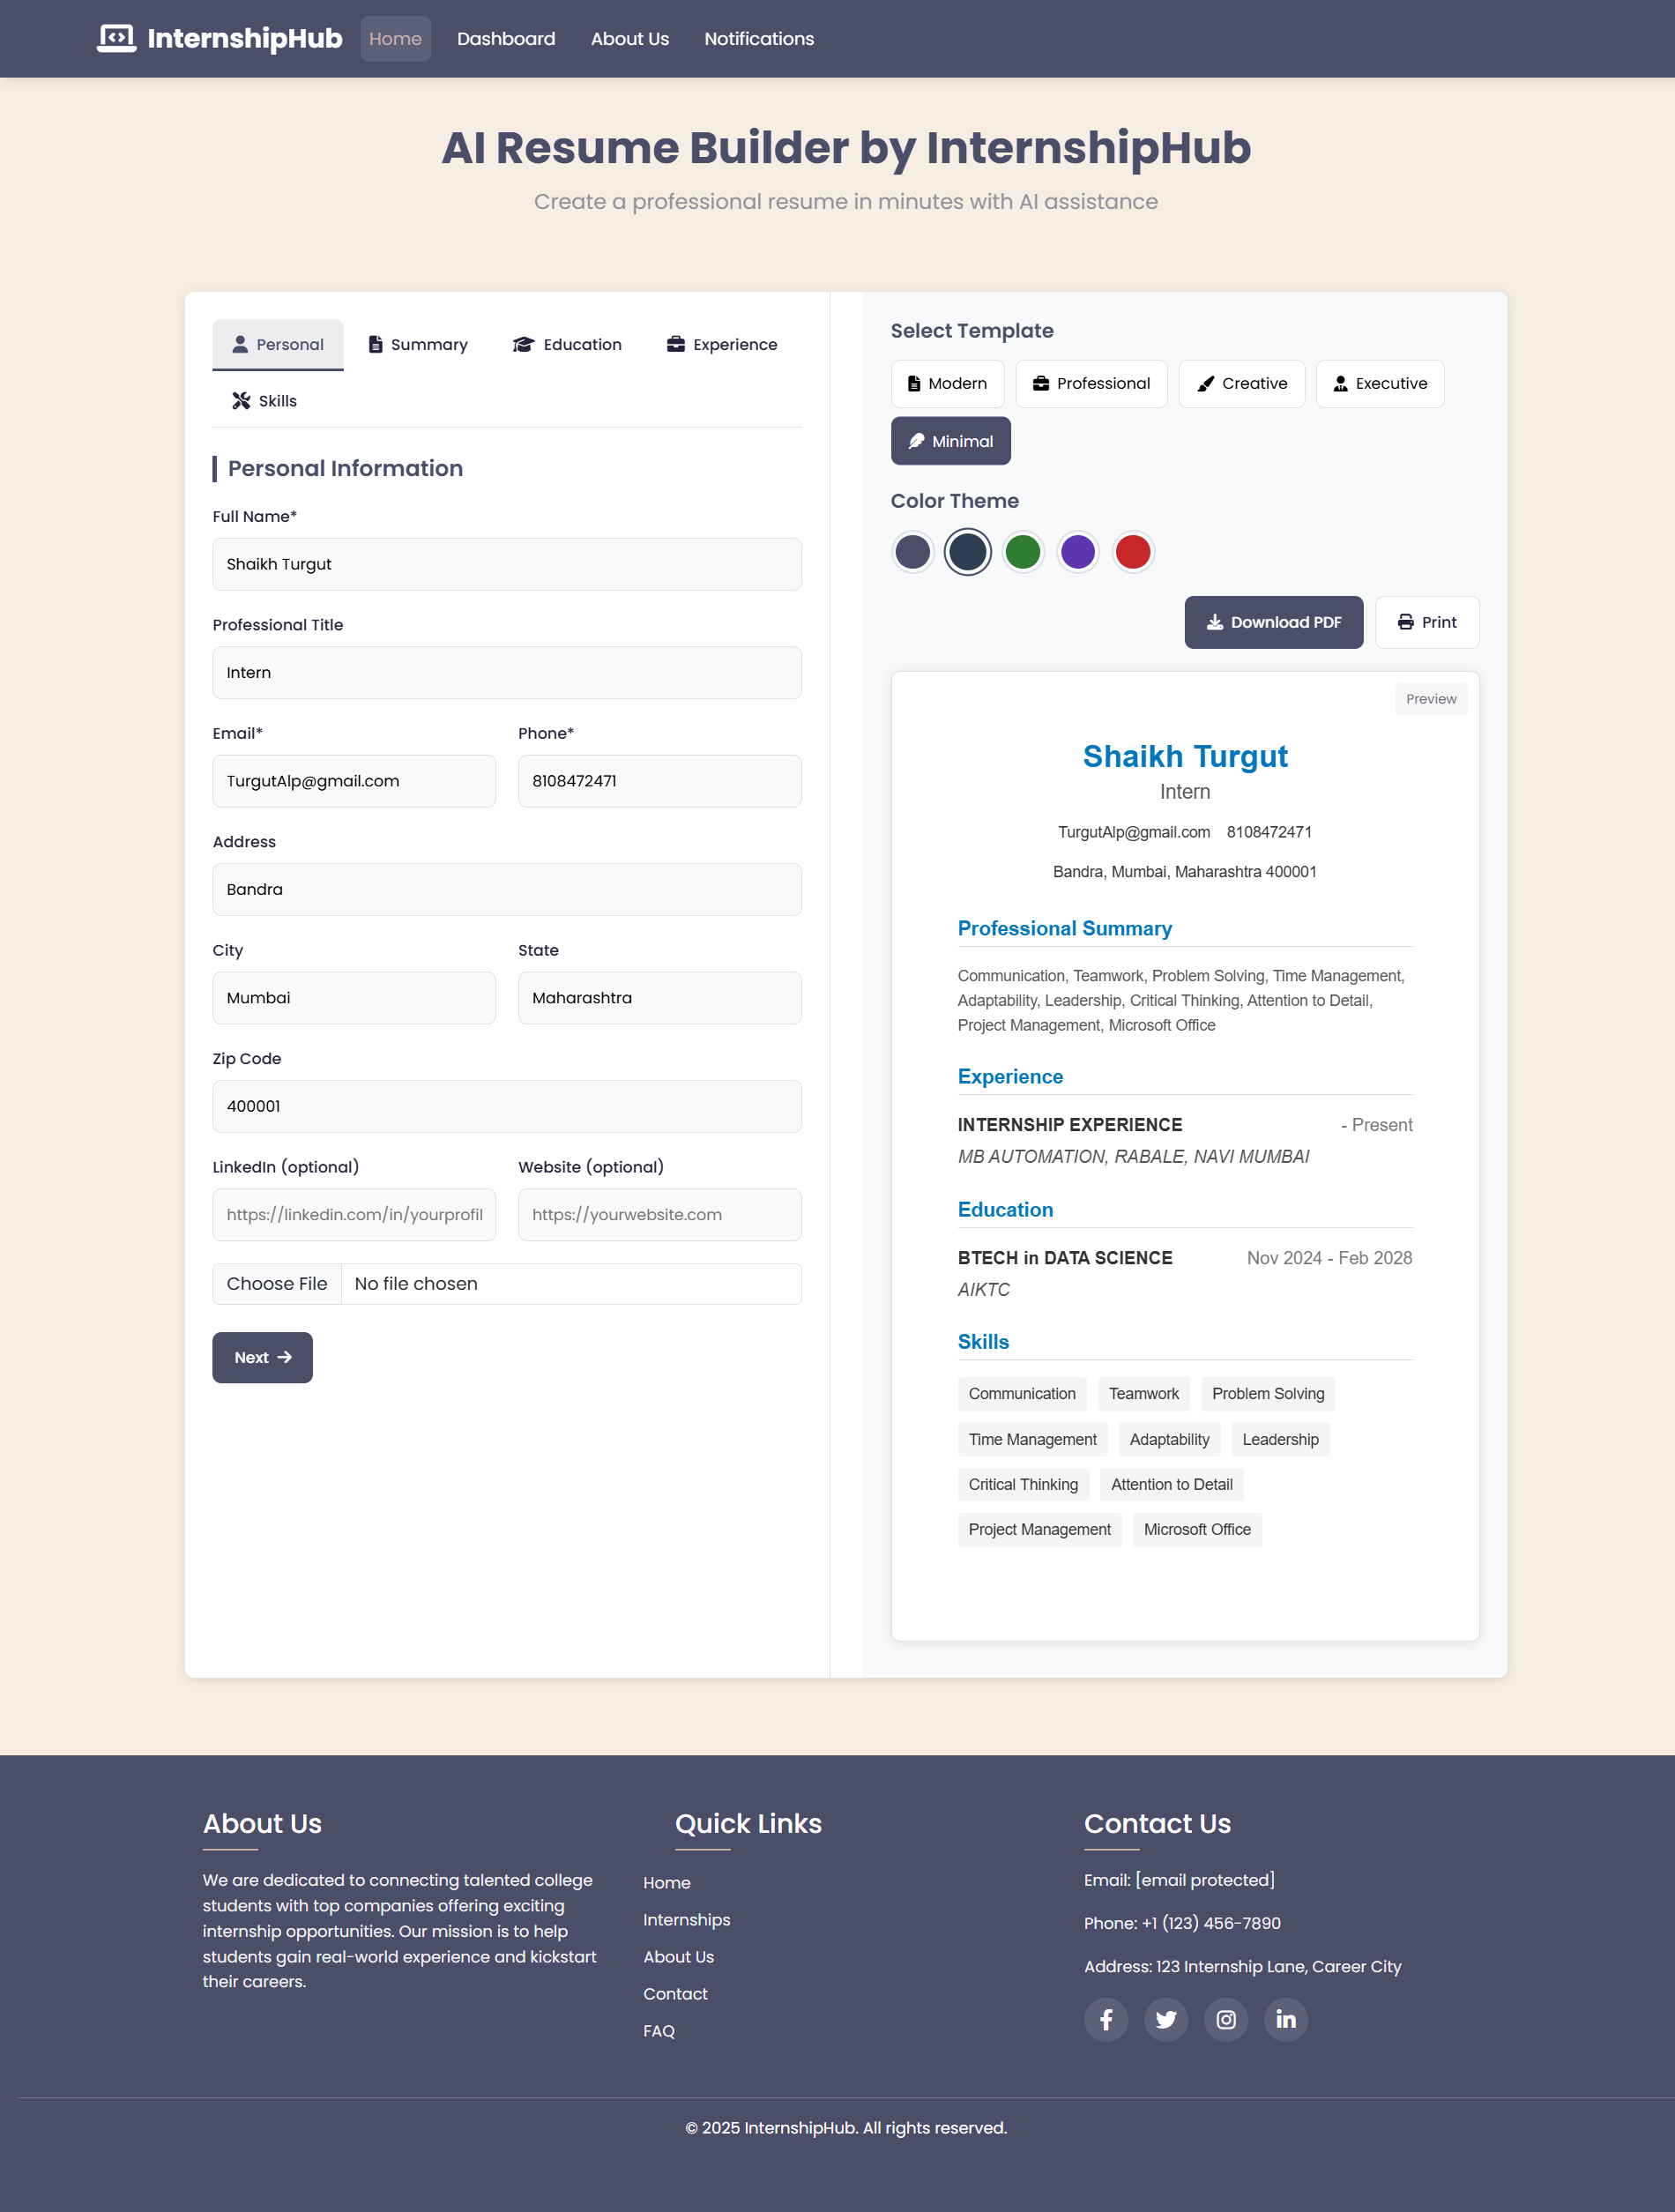 InternshipHub Home Dashboard About Us Notifications
AI Resume Builder by InternshipHub
Create a professional resume in minutes with AI assistance
Personal Summary Education Experience
Skills
Personal Information
Full Name*
Shaikh Turgut
Professional Title
Intern
Email* Phone*
TurgutAlp@gmail.com 8108472471
Address
Bandra
City State
Mumbai Maharashtra
Zip Code
400001
LinkedIn (optional) Website (optional)
https://linkedin.com/in/yourprofil https://yourwebsite.com
Choose File No file chosen
Next
Select Template
Modern Professional Creative Executive
Minimal
Color Theme
Download PDF Print
Preview
Shaikh Turgut
Intern
TurgutAlp@gmail.com 8108472471
Bandra, Mumbai, Maharashtra 400001
Professional Summary
Communication, Teamwork, Problem Solving, Time Management,
Adaptability, Leadership, Critical Thinking, Attention to Detail,
Project Management, Microsoft Office
Experience
INTERNSHIP EXPERIENCE - Present
MB AUTOMATION, RABALE, NAVI MUMBAI
Education
BTECH in DATA SCIENCE Nov 2024 - Feb 2028
AIKTC
Skills
Communication Teamwork Problem Solving
Time Management Adaptability Leadership
Critical Thinking Attention to Detail
Project Management Microsoft Office
About Us
We are dedicated to connecting talented college
students with top companies offering exciting
internship opportunities. Our mission is to help
students gain real-world experience and kickstart
their careers.
Quick Links
Home
Internships
About Us
Contact
FAQ
Contact Us
Email: [email protected]
Phone: +1 (123) 456-7890
Address: 123 Internship Lane, Career City
© 2025 InternshipHub. All rights reserved.